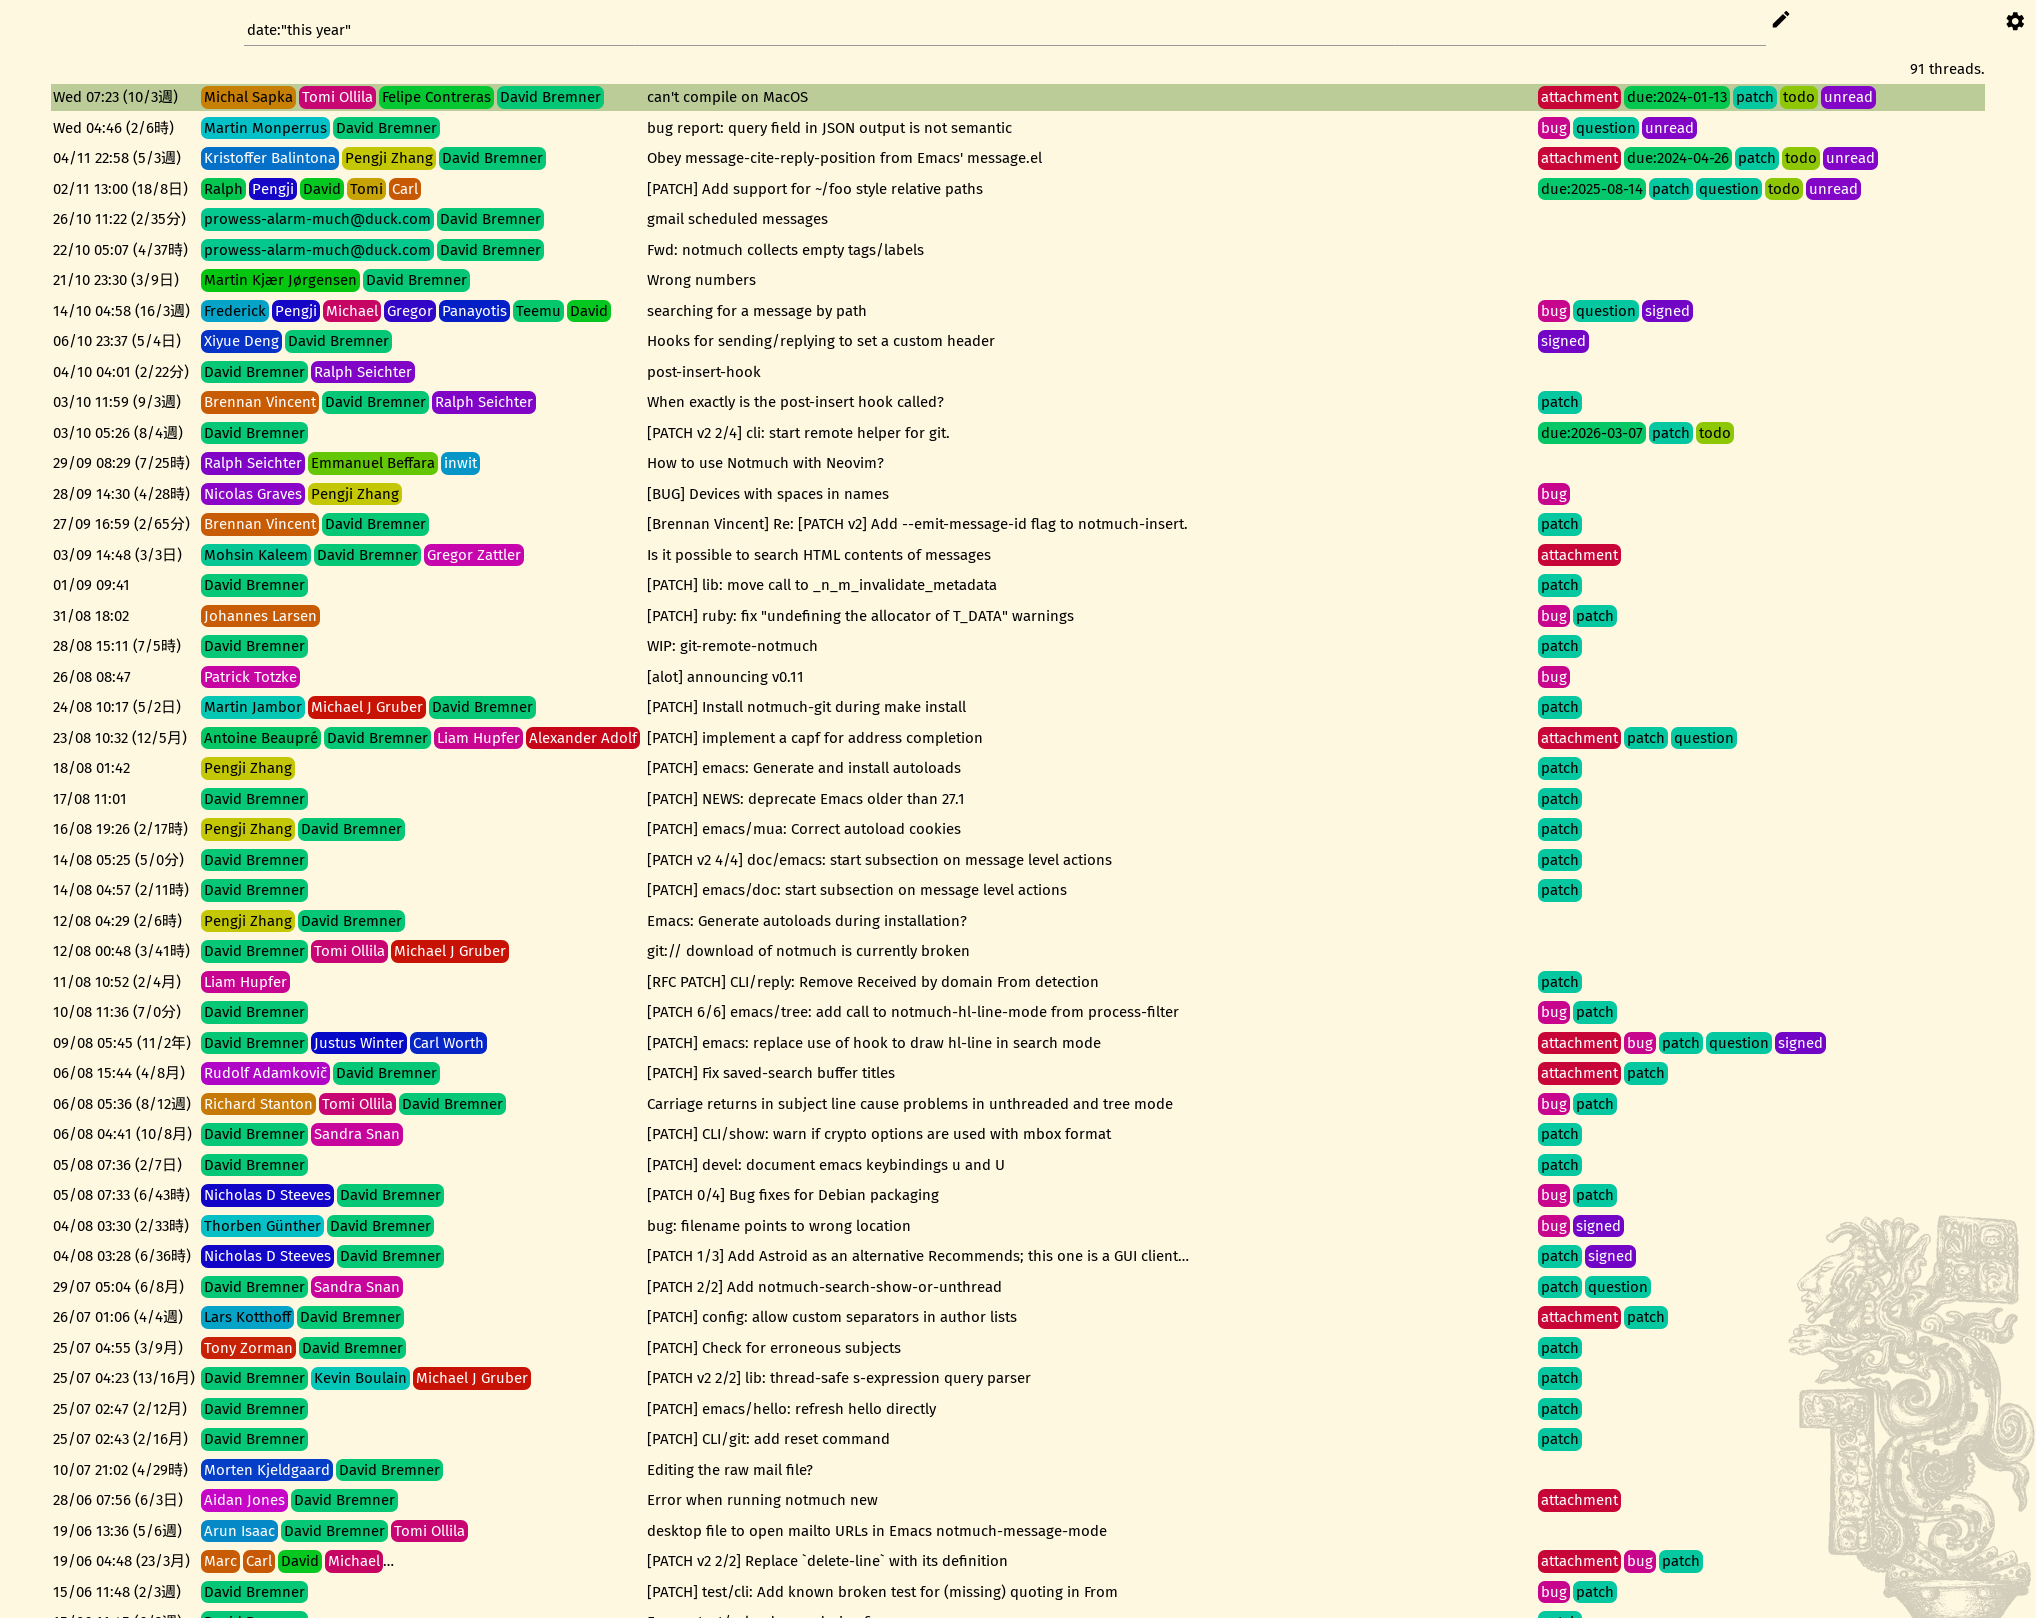 date:"this year"
91 threads.
Wed 07:23 (10/3週) Michal Sapka Tomi Ollila Felipe Contreras David Bremner can't compile on MacOS attachment due:2024-01-13 patch todo unread
Wed 04:46 (2/6時) Martin Monperrus David Bremner bug report: query field in JSON output is not semantic bug question unread
04/11 22:58 (5/3週) Kristoffer Balintona Pengji Zhang David Bremner Obey message-cite-reply-position from Emacs' message.el attachment due:2024-04-26 patch todo unread
02/11 13:00 (18/8日) Ralph Pengji David Tomi Carl [PATCH] Add support for ~/foo style relative paths due:2025-08-14 patch question todo unread
26/10 11:22 (2/35分) prowess-alarm-much@duck.com David Bremner gmail scheduled messages
22/10 05:07 (4/37時) prowess-alarm-much@duck.com David Bremner Fwd: notmuch collects empty tags/labels
21/10 23:30 (3/9日) Martin Kjær Jørgensen David Bremner Wrong numbers
14/10 04:58 (16/3週) Frederick Pengji Michael Gregor Panayotis Teemu David searching for a message by path bug question signed
06/10 23:37 (5/4日) Xiyue Deng David Bremner Hooks for sending/replying to set a custom header signed
04/10 04:01 (2/22分) David Bremner Ralph Seichter post-insert-hook
03/10 11:59 (9/3週) Brennan Vincent David Bremner Ralph Seichter When exactly is the post-insert hook called? patch
03/10 05:26 (8/4週) David Bremner [PATCH v2 2/4] cli: start remote helper for git. due:2026-03-07 patch todo
29/09 08:29 (7/25時) Ralph Seichter Emmanuel Beffara inwit How to use Notmuch with Neovim?
28/09 14:30 (4/28時) Nicolas Graves Pengji Zhang [BUG] Devices with spaces in names bug
27/09 16:59 (2/65分) Brennan Vincent David Bremner [Brennan Vincent] Re: [PATCH v2] Add --emit-message-id flag to notmuch-insert. patch
03/09 14:48 (3/3日) Mohsin Kaleem David Bremner Gregor Zattler Is it possible to search HTML contents of messages attachment
01/09 09:41 David Bremner [PATCH] lib: move call to _n_m_invalidate_metadata patch
31/08 18:02 Johannes Larsen [PATCH] ruby: fix "undefining the allocator of T_DATA" warnings bug patch
28/08 15:11 (7/5時) David Bremner WIP: git-remote-notmuch patch
26/08 08:47 Patrick Totzke [alot] announcing v0.11 bug
24/08 10:17 (5/2日) Martin Jambor Michael J Gruber David Bremner [PATCH] Install notmuch-git during make install patch
23/08 10:32 (12/5月) Antoine Beaupré David Bremner Liam Hupfer Alexander Adolf [PATCH] implement a capf for address completion attachment patch question
18/08 01:42 Pengji Zhang [PATCH] emacs: Generate and install autoloads patch
17/08 11:01 David Bremner [PATCH] NEWS: deprecate Emacs older than 27.1 patch
16/08 19:26 (2/17時) Pengji Zhang David Bremner [PATCH] emacs/mua: Correct autoload cookies patch
14/08 05:25 (5/0分) David Bremner [PATCH v2 4/4] doc/emacs: start subsection on message level actions patch
14/08 04:57 (2/11時) David Bremner [PATCH] emacs/doc: start subsection on message level actions patch
12/08 04:29 (2/6時) Pengji Zhang David Bremner Emacs: Generate autoloads during installation?
12/08 00:48 (3/41時) David Bremner Tomi Ollila Michael J Gruber git:// download of notmuch is currently broken
11/08 10:52 (2/4月) Liam Hupfer [RFC PATCH] CLI/reply: Remove Received by domain From detection patch
10/08 11:36 (7/0分) David Bremner [PATCH 6/6] emacs/tree: add call to notmuch-hl-line-mode from process-filter bug patch
09/08 05:45 (11/2年) David Bremner Justus Winter Carl Worth [PATCH] emacs: replace use of hook to draw hl-line in search mode attachment bug patch question signed
06/08 15:44 (4/8月) Rudolf Adamkovič David Bremner [PATCH] Fix saved-search buffer titles attachment patch
06/08 05:36 (8/12週) Richard Stanton Tomi Ollila David Bremner Carriage returns in subject line cause problems in unthreaded and tree mode bug patch
06/08 04:41 (10/8月) David Bremner Sandra Snan [PATCH] CLI/show: warn if crypto options are used with mbox format patch
05/08 07:36 (2/7日) David Bremner [PATCH] devel: document emacs keybindings u and U patch
05/08 07:33 (6/43時) Nicholas D Steeves David Bremner [PATCH 0/4] Bug fixes for Debian packaging bug patch
04/08 03:30 (2/33時) Thorben Günther David Bremner bug: filename points to wrong location bug signed
04/08 03:28 (6/36時) Nicholas D Steeves David Bremner [PATCH 1/3] Add Astroid as an alternative Recommends; this one is a GUI client... patch signed
29/07 05:04 (6/8月) David Bremner Sandra Snan [PATCH 2/2] Add notmuch-search-show-or-unthread patch question
26/07 01:06 (4/4週) Lars Kotthoff David Bremner [PATCH] config: allow custom separators in author lists attachment patch
25/07 04:55 (3/9月) Tony Zorman David Bremner [PATCH] Check for erroneous subjects patch
25/07 04:23 (13/16月) David Bremner Kevin Boulain Michael J Gruber [PATCH v2 2/2] lib: thread-safe s-expression query parser patch
25/07 02:47 (2/12月) David Bremner [PATCH] emacs/hello: refresh hello directly patch
25/07 02:43 (2/16月) David Bremner [PATCH] CLI/git: add reset command patch
10/07 21:02 (4/29時) Morten Kjeldgaard David Bremner Editing the raw mail file?
28/06 07:56 (6/3日) Aidan Jones David Bremner Error when running notmuch new attachment
19/06 13:36 (5/6週) Arun Isaac David Bremner Tomi Ollila desktop file to open mailto URLs in Emacs notmuch-message-mode
19/06 04:48 (23/3月) Marc Carl David Michael... [PATCH v2 2/2] Replace `delete-line` with its definition attachment bug patch
15/06 11:48 (2/3週) David Bremner [PATCH] test/cli: Add known broken test for (missing) quoting in From bug patch